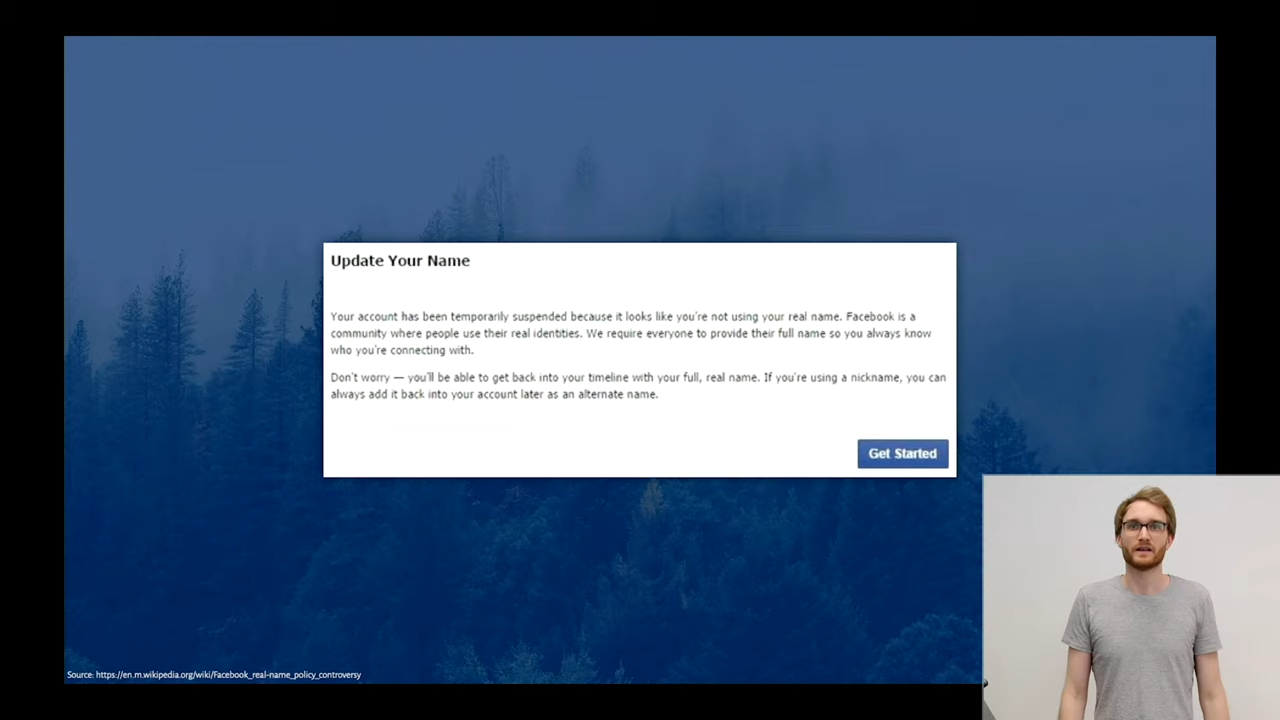 Update Your Name
Your account has been temporarily suspended because it looks like you're not using your real name. Facebook is a
community where people use their real identities. We require everyone to provide their full name so you always know
who you're connecting with.
Don't worry — you'll be able to get back into your timeline with your full, real name. If you're using a nickname, you can
always add it back into your account later as an alternate name.
Get Started
Source: https://en.m.wikipedia.org/wiki/Facebook_real-name_policy_controversy